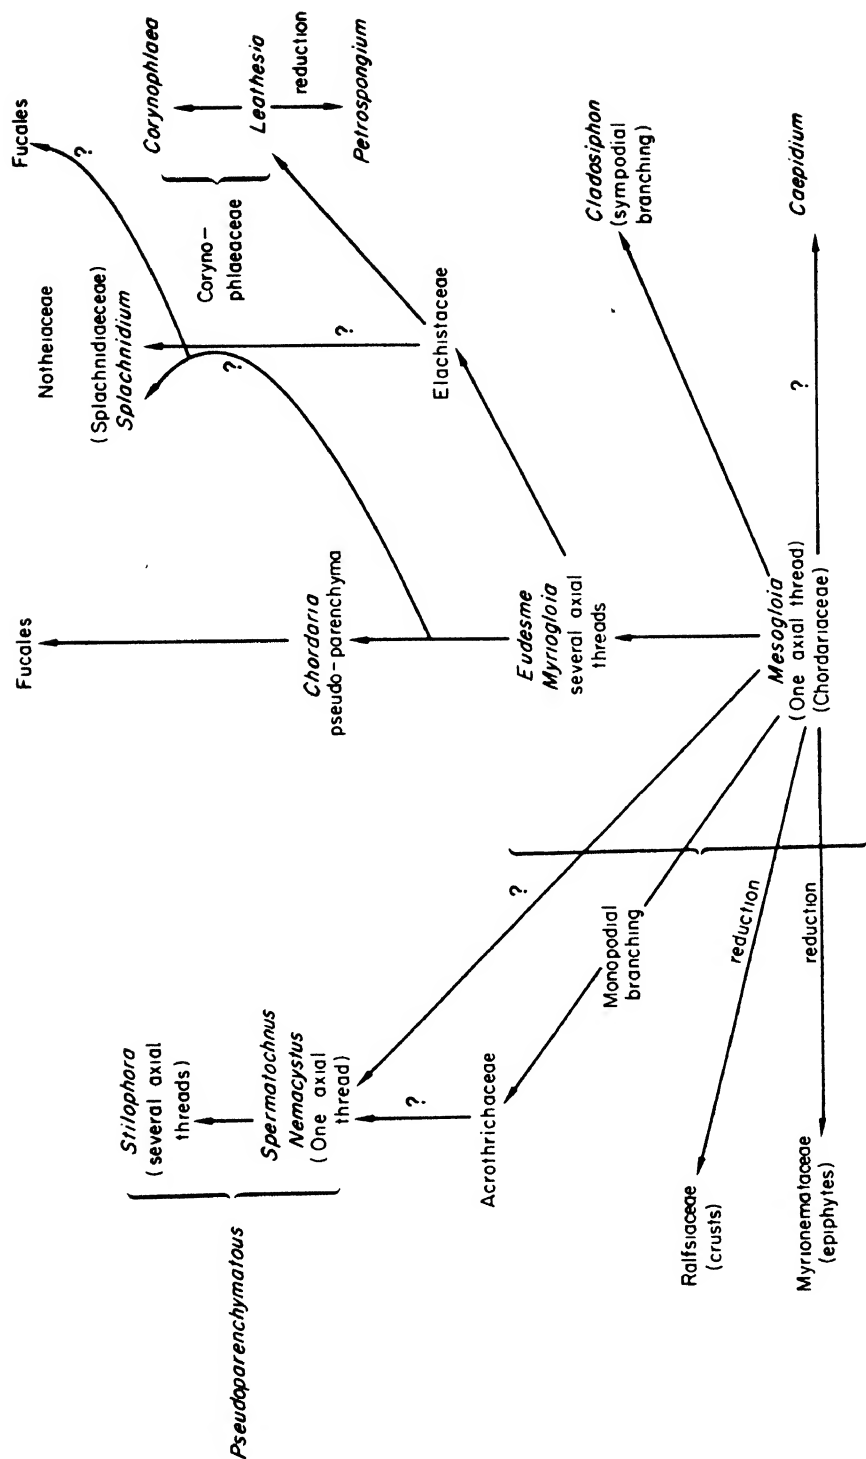 Fucales
Fucales
Notheiaceae
(Splachnidiaeceae)
Splachnidium
?
?
?
Coryno-
phlaeaceae
Corynophlaea
Leathesia
reduction
Petrospongium
Stilophora
(several axial
threads)
Pseudoparenchymatous
Spermatochnus
Nemacystus
(One axial
thread)
?
Acrothrichaceae
Chordaria
pseudo-parenchyma
Elachistaceae
Eudesme
Myriogloia
several axial
threads
Cladosiphon
(sympodial
branching)
?
Monopodial
branching
Ralfsiaceae
(crusts)
reduction
Myrionemataceae
(epiphytes)
reduction
Mesogloia
(One axial thread)
(Chordariaceae)
?
Caepidium